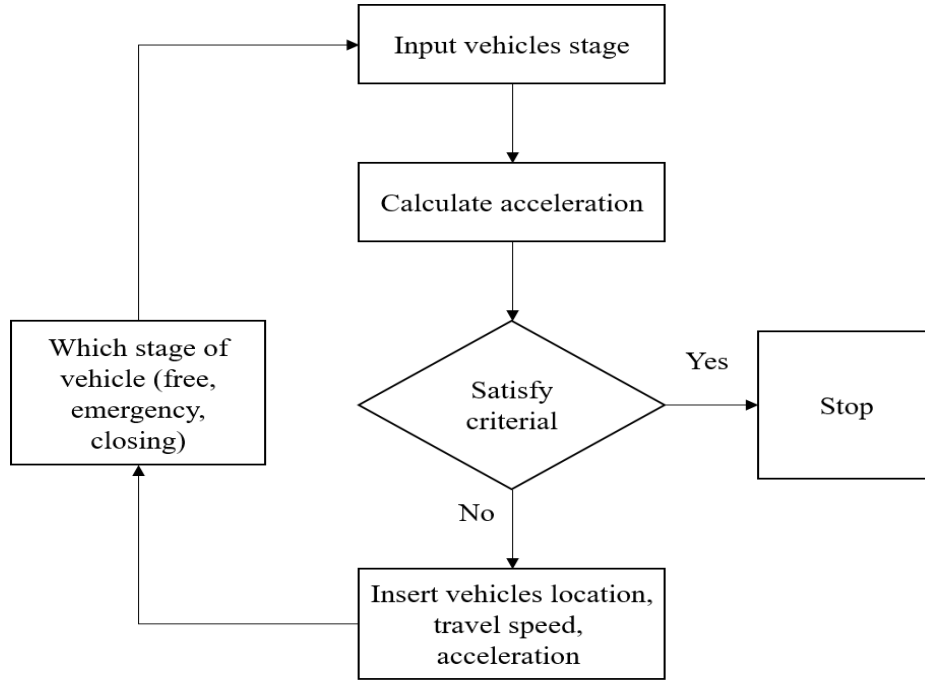 Input vehicles stage
Calculate acceleration
Satisfy
criterial
Yes
Stop
No
Insert vehicles location,
travel speed,
acceleration
Which stage of
vehicle (free,
emergency,
closing)